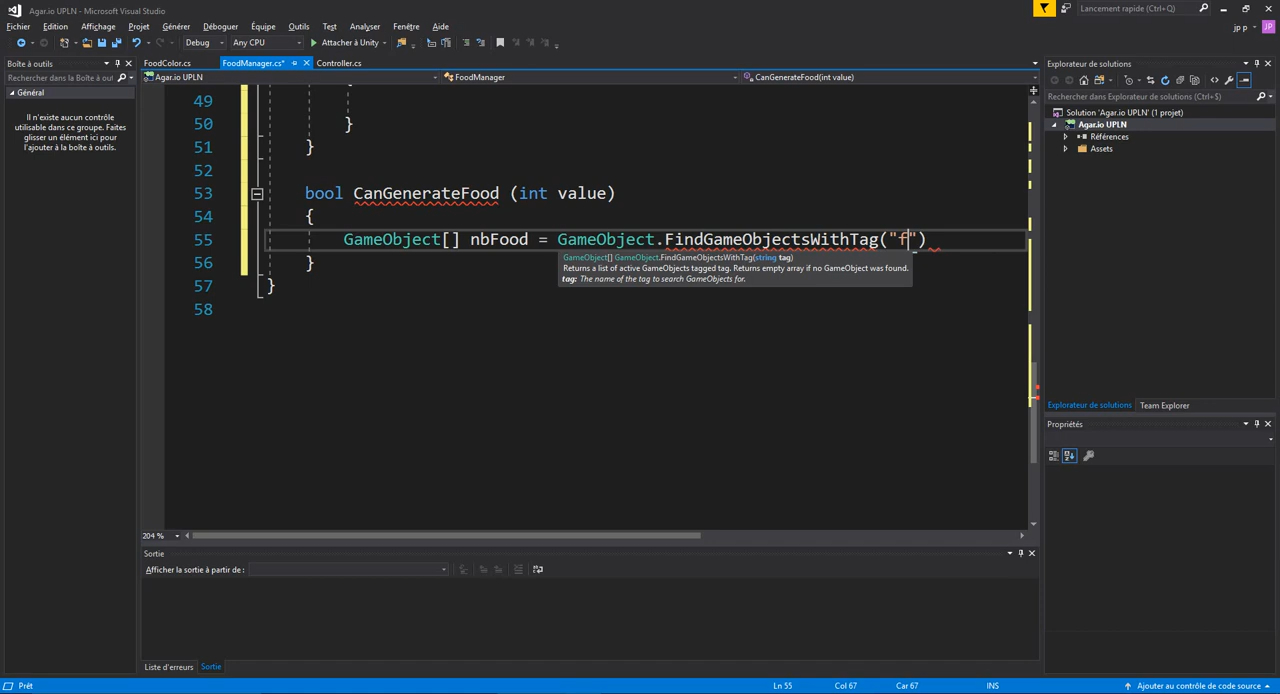 Agar.io UPLN - Microsoft Visual Studio
Lancement rapide (Ctrl+Q)
Fichier Edition Affichage Projet Générer Déboguer Équipe Outils Test Analyser Fenêtre Aide
jp p JP
Debug Any CPU Attacher à Unity
Boîte à outils
FoodColor.cs FoodManager.cs* Controller.cs
Explorateur de solutions
Rechercher dans Boîte à out
Agar.io UPLN FoodManager CanGenerateFood(int value)
Général
Rechercher dans Explorateur de solutions (Ctrl+$)
Il n'existe aucun contrôle
utilisable dans ce groupe. Faites
glisser un élément ici pour
l'ajouter à la boîte à outils.
Solution 'Agar.io UPLN' (1 projet)
Agar.io UPLN
Références
Assets
49
50 }
51 }
52
53 bool CanGenerateFood (int value)
54 {
55 GameObject[] nbFood = GameObject.FindGameObjectsWithTag("f")
GameObject[] GameObject.FindGameObjectsWithTag(string tag)
Returns a list of active GameObjects tagged tag. Returns empty array if no GameObject was found.
tag: The name of the tag to search GameObjects for.
56 }
57 }
58
Explorateur de solutions Team Explorer
Propriétés
204 %
Sortie
Afficher la sortie à partir de :
Liste d'erreurs Sortie
Prêt Ln 55 Col 67 Car 67 INS Ajouter au contrôle de code source